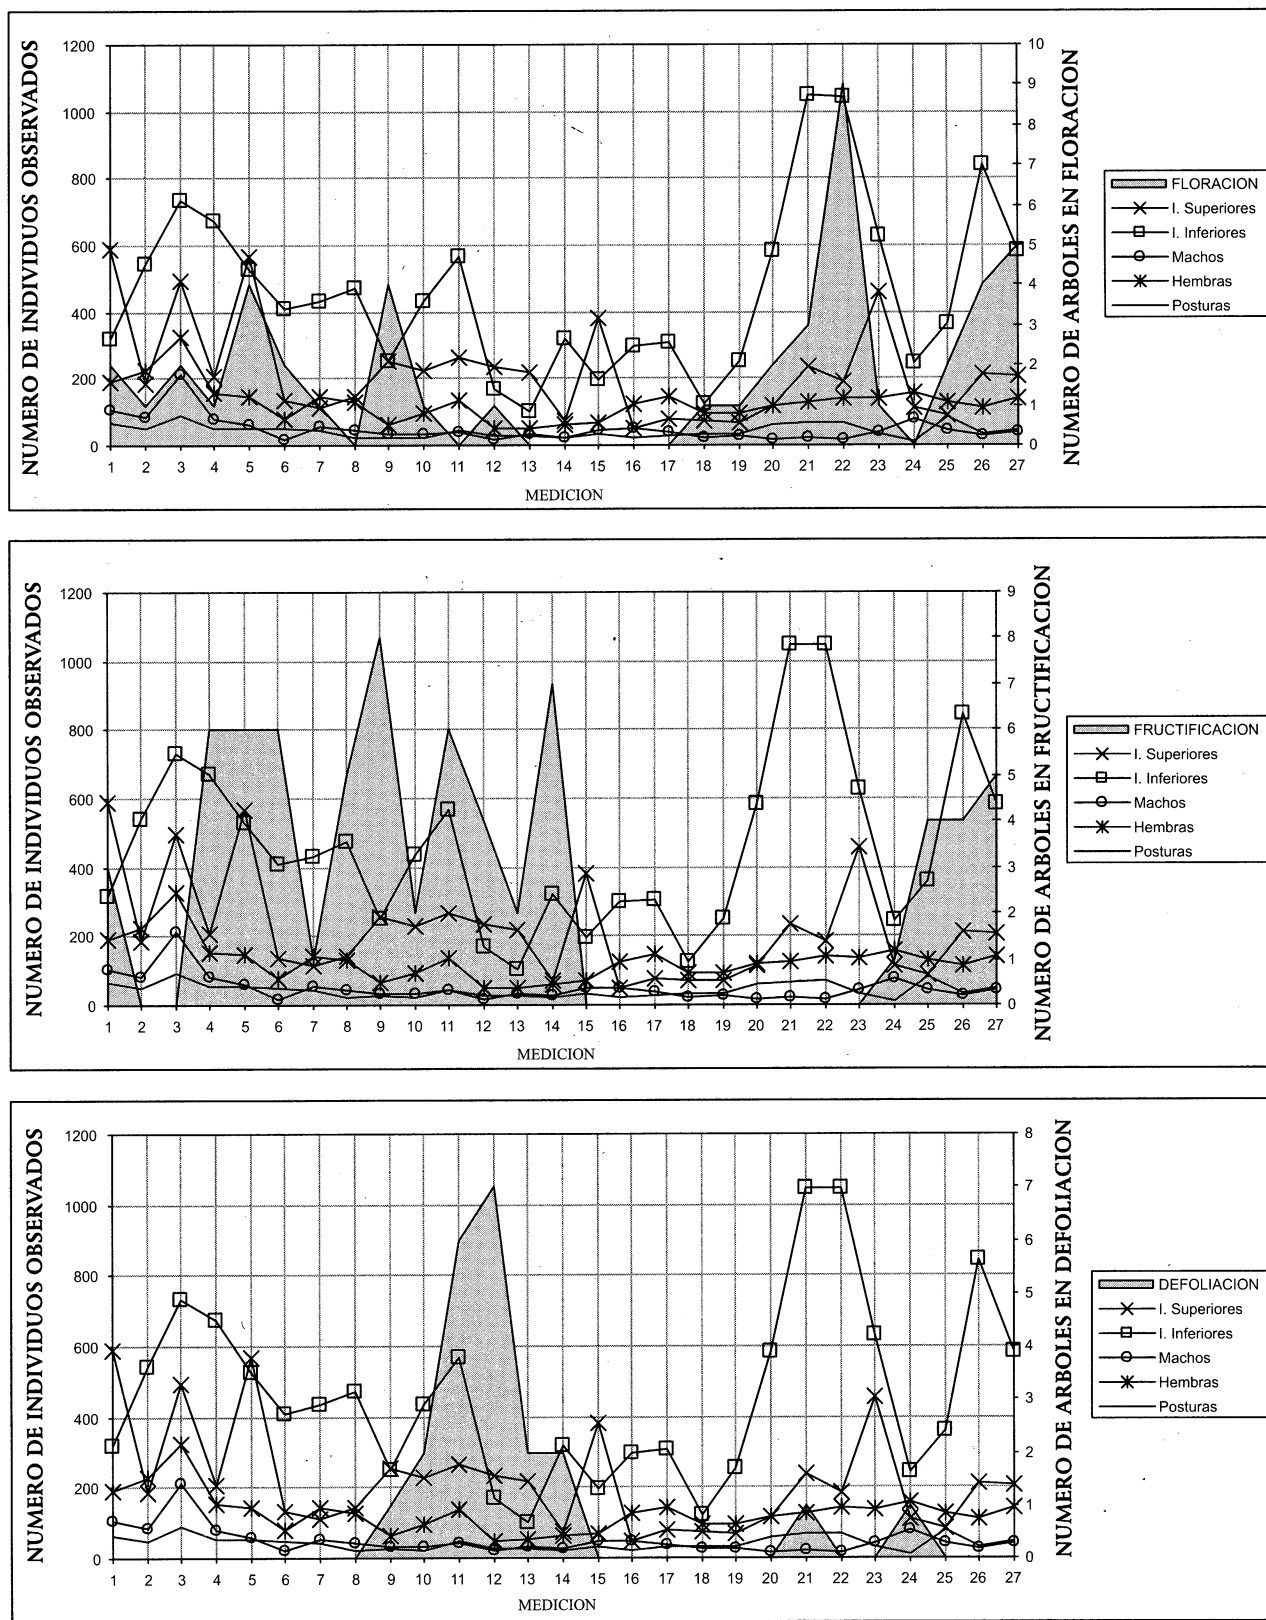 NUMERO DE INDIVIDUOS OBSERVADOS
1200
1000
800
600
400
200
0
10
9
8
7
6
5
4
3
2
1
0
NUMERO DE ARBOLES EN FLORACION
1 2 3 4 5 6 7 8 9 10 11 12 13 14 15 16 17 18 19 20 21 22 23 24 25 26 27
MEDICION
FLORACION
I. Superiores
I. Inferiores
Machos
Hembras
Posturas
NUMERO DE INDIVIDUOS OBSERVADOS
1200
1000
800
600
400
200
0
9
8
7
6
5
4
3
2
1
0
NUMERO DE ARBOLES EN FRUCTIFICACION
1 2 3 4 5 6 7 8 9 10 11 12 13 14 15 16 17 18 19 20 21 22 23 24 25 26 27
MEDICION
FRUCTIFICACION
I. Superiores
I. Inferiores
Machos
Hembras
Posturas
NUMERO DE INDIVIDUOS OBSERVADOS
1200
1000
800
600
400
200
0
8
7
6
5
4
3
2
1
0
NUMERO DE ARBOLES EN DEFOLIACION
1 2 3 4 5 6 7 8 9 10 11 12 13 14 15 16 17 18 19 20 21 22 23 24 25 26 27
MEDICION
DEFOLIACION
I. Superiores
I. Inferiores
Machos
Hembras
Posturas